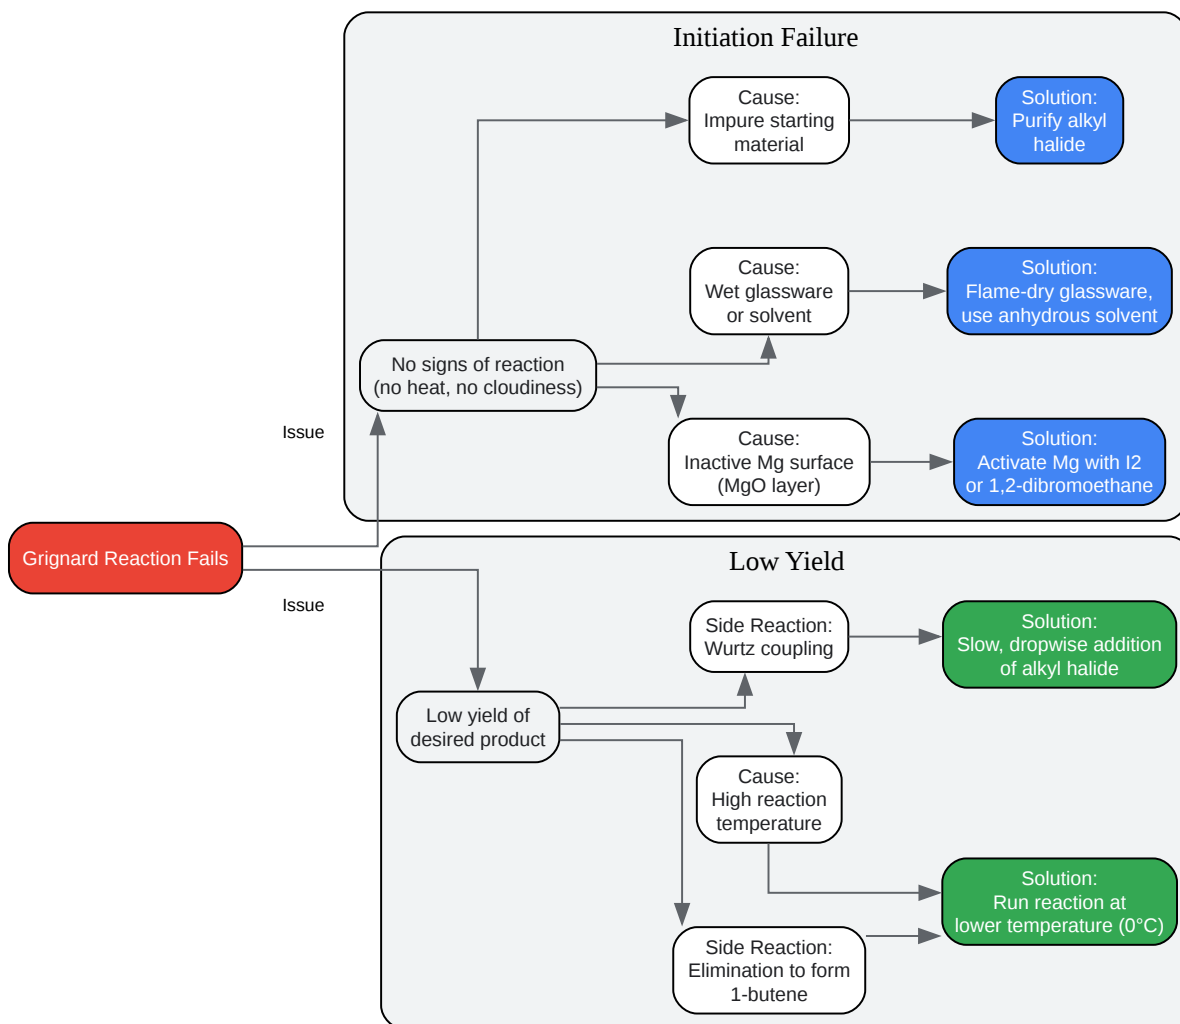 Initiation Failure
Cause:
Impure starting
material
Solution:
Purify alkyl
halide
Cause:
Wet glassware
or solvent
Solution:
Flame-dry glassware,
use anhydrous solvent
No signs of reaction
(no heat, no cloudiness)
Issue
Cause:
Inactive Mg surface
(MgO layer)
Solution:
Activate Mg with I2
or 1,2-dibromoethane
Grignard Reaction Fails
Issue
Low Yield
Side Reaction:
Wurtz coupling
Solution:
Slow, dropwise addition
of alkyl halide
Low yield of
desired product
Cause:
High reaction
temperature
Solution:
Run reaction at
lower temperature (0°C)
Side Reaction:
Elimination to form
1-butene